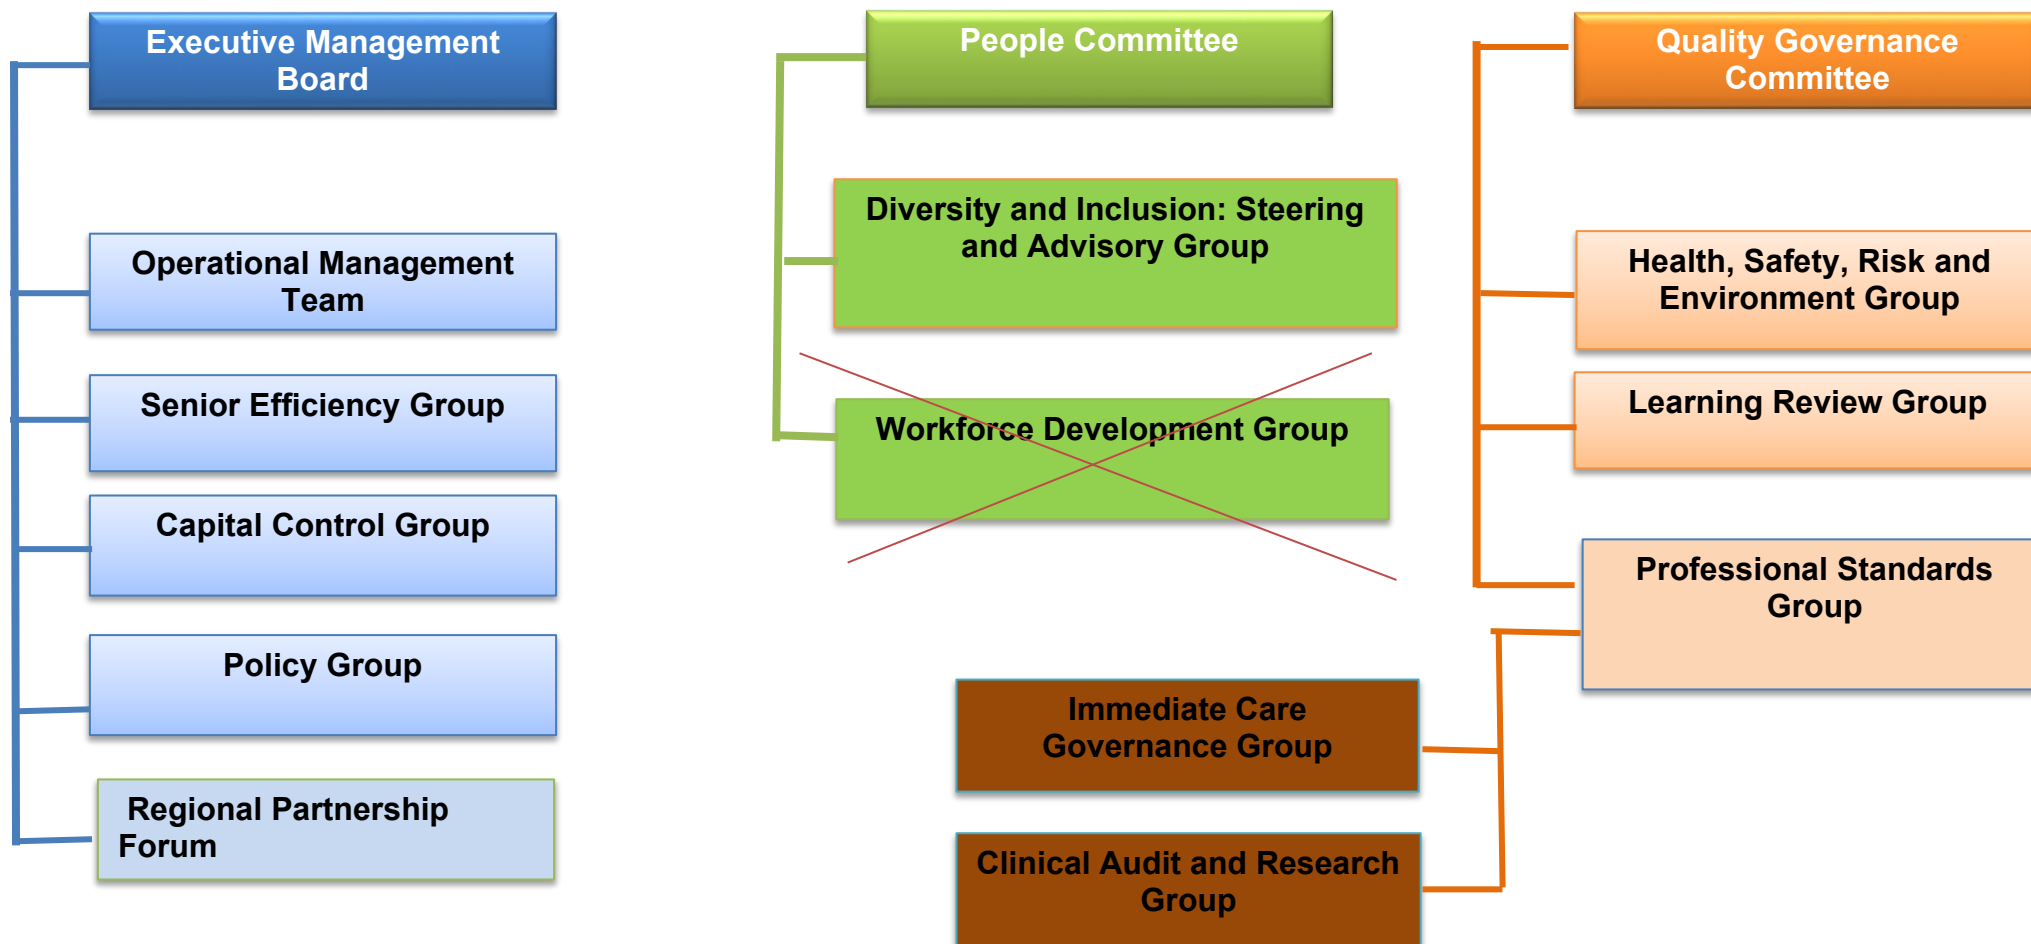 Executive Management
Board
Operational Management
Team
Senior Efficiency Group
Capital Control Group
Policy Group
Regional Partnership
Forum
People Committee
Diversity and Inclusion: Steering
and Advisory Group
Workforce Development Group
Quality Governance
Committee
Health, Safety, Risk and
Environment Group
Learning Review Group
Professional Standards
Group
Immediate Care
Governance Group
Clinical Audit and Research
Group